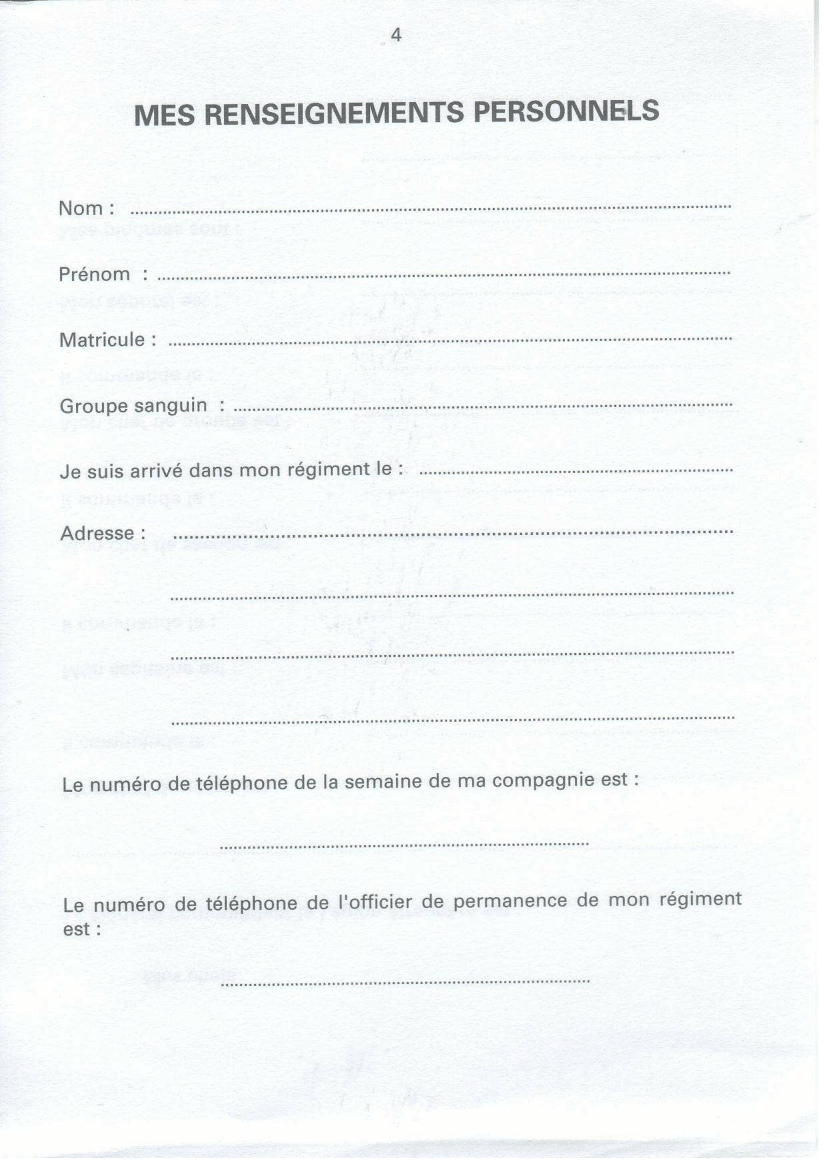 4
MES RENSEIGNEMENTS PERSONNELS
Nom : ........................................
Prénom : ........................................
Matricule : ........................................
Groupe sanguin : ........................................
Je suis arrivé dans mon régiment le : ........................................
Adresse : ........................................
........................................
........................................
........................................
Le numéro de téléphone de la semaine de ma compagnie est :
........................................
Le numéro de téléphone de l'officier de permanence de mon régiment
est :
........................................